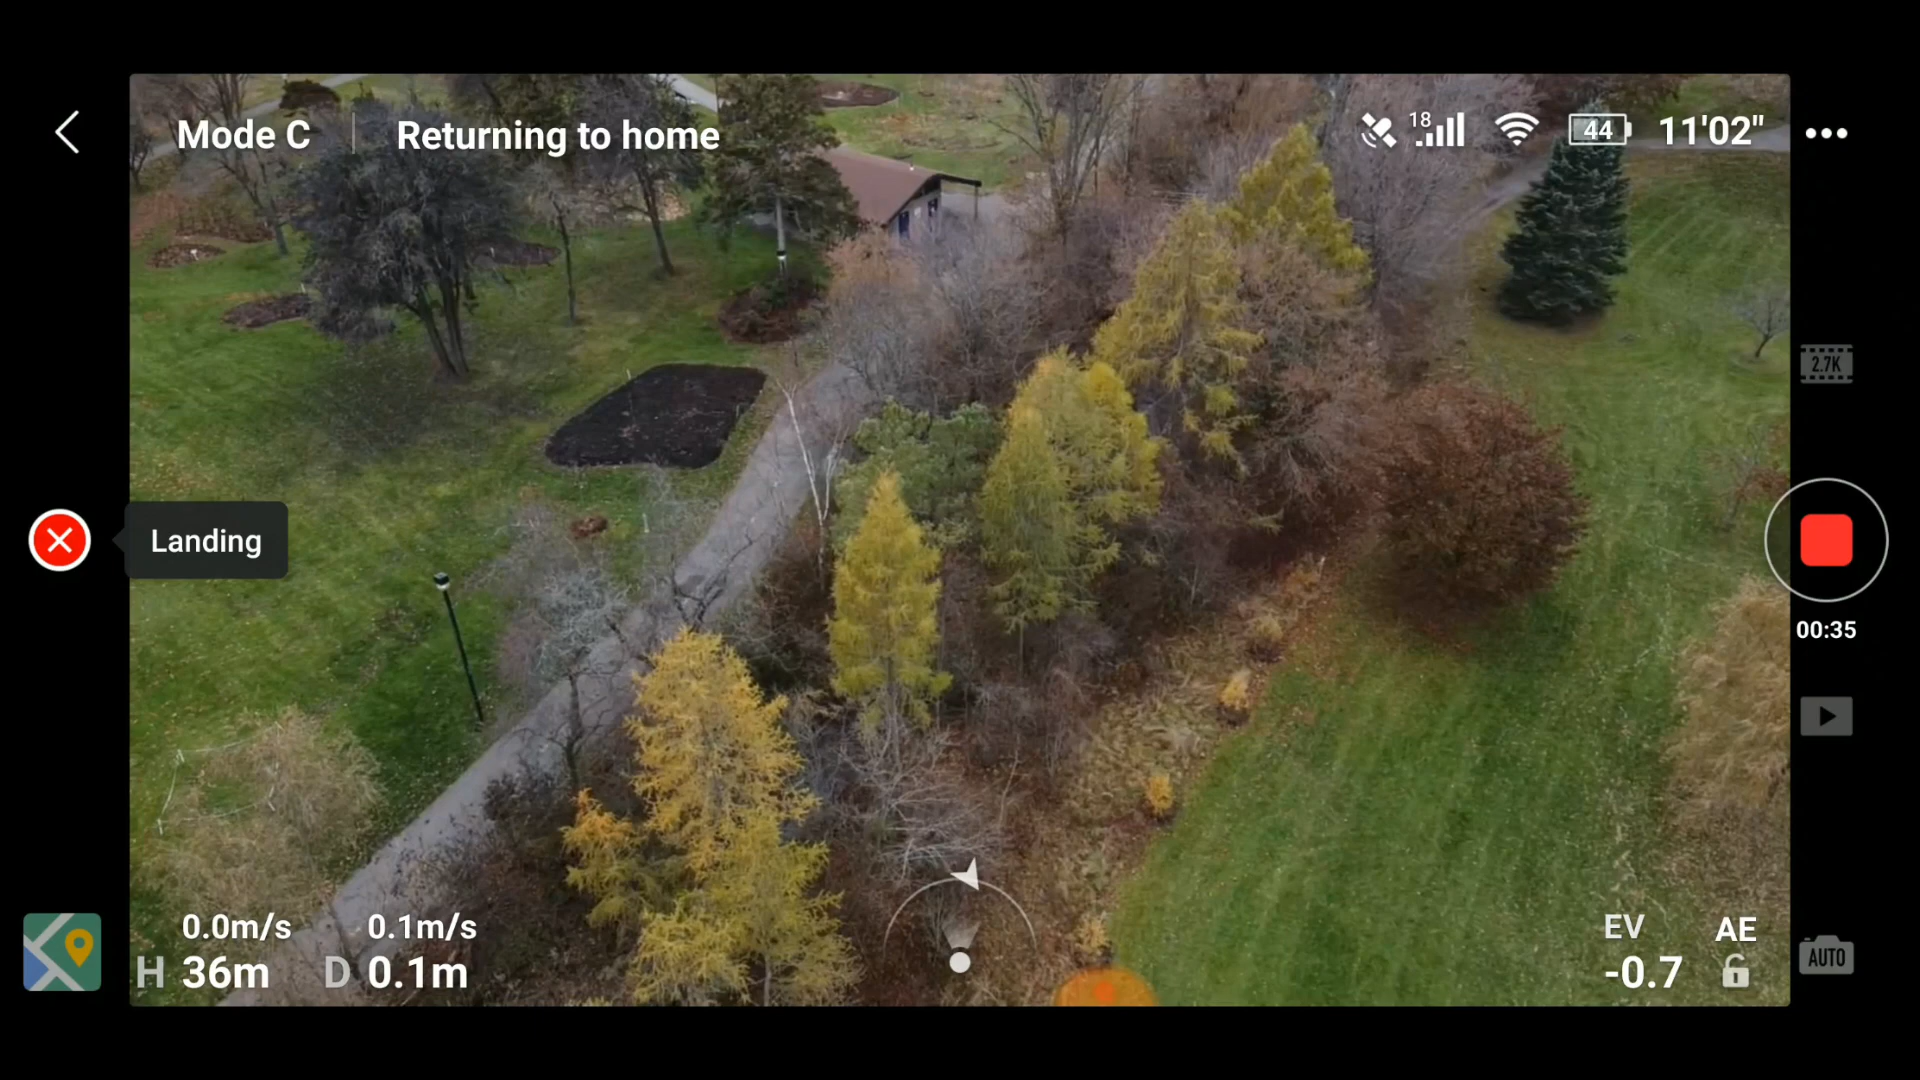 Mode C
Returning to home
18
44
11'02"
2.7K
Landing
00:35
0.0m/s
0.1m/s
H 36m
D 0.1m
EV
-0.7
AE
AUTO